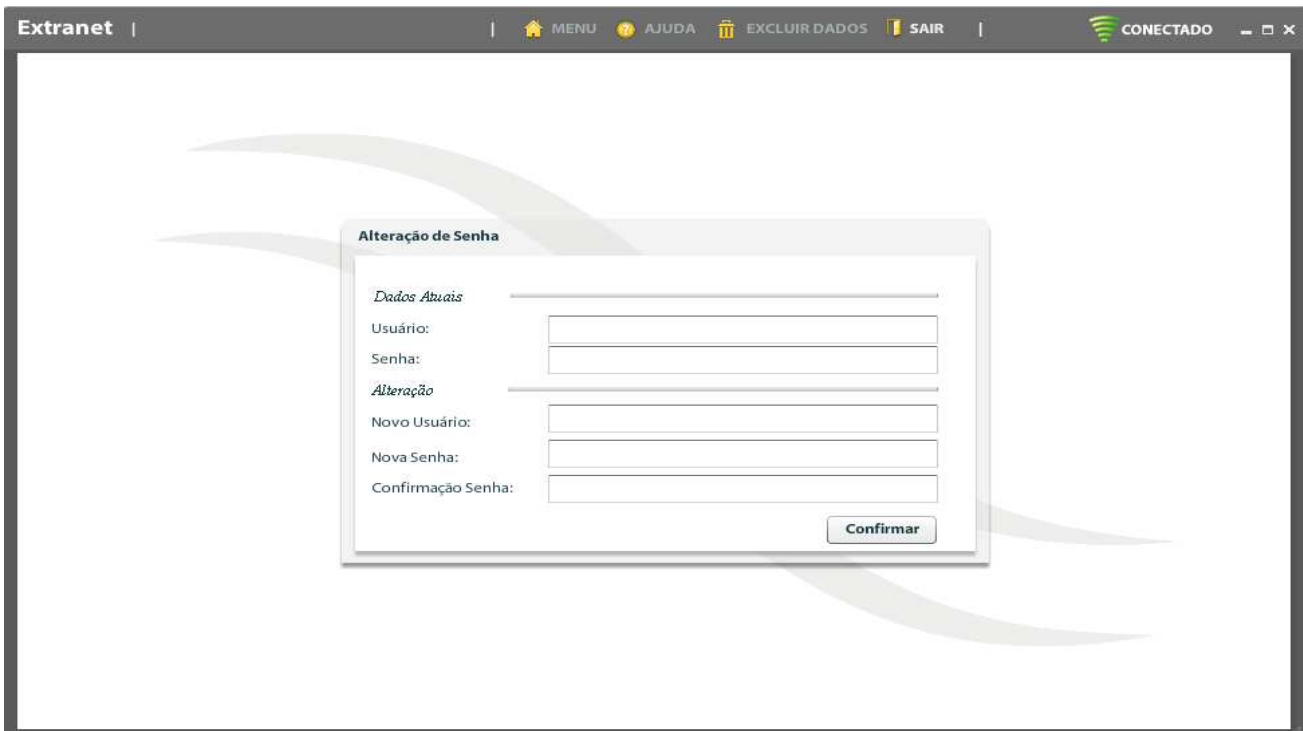 Extranet | | MENU AJUDA EXCLUIR DADOS SAIR | CONECTADO
Alteração de Senha
Dados Atuais
Usuário:
Senha:
Alteração
Novo Usuário:
Nova Senha:
Confirmação Senha:
Confirmar